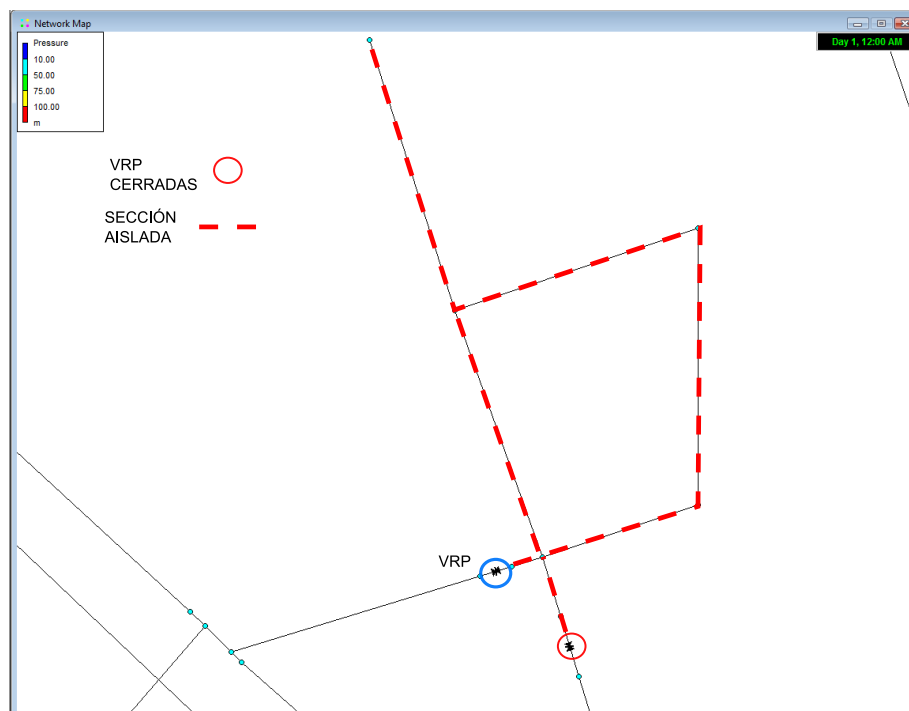 Network Map
Day 1, 12:00 AM
Pressure
10.00
50.00
75.00
100.00
m
VRP
CERRADAS
SECCIÓN
AISLADA
VRP